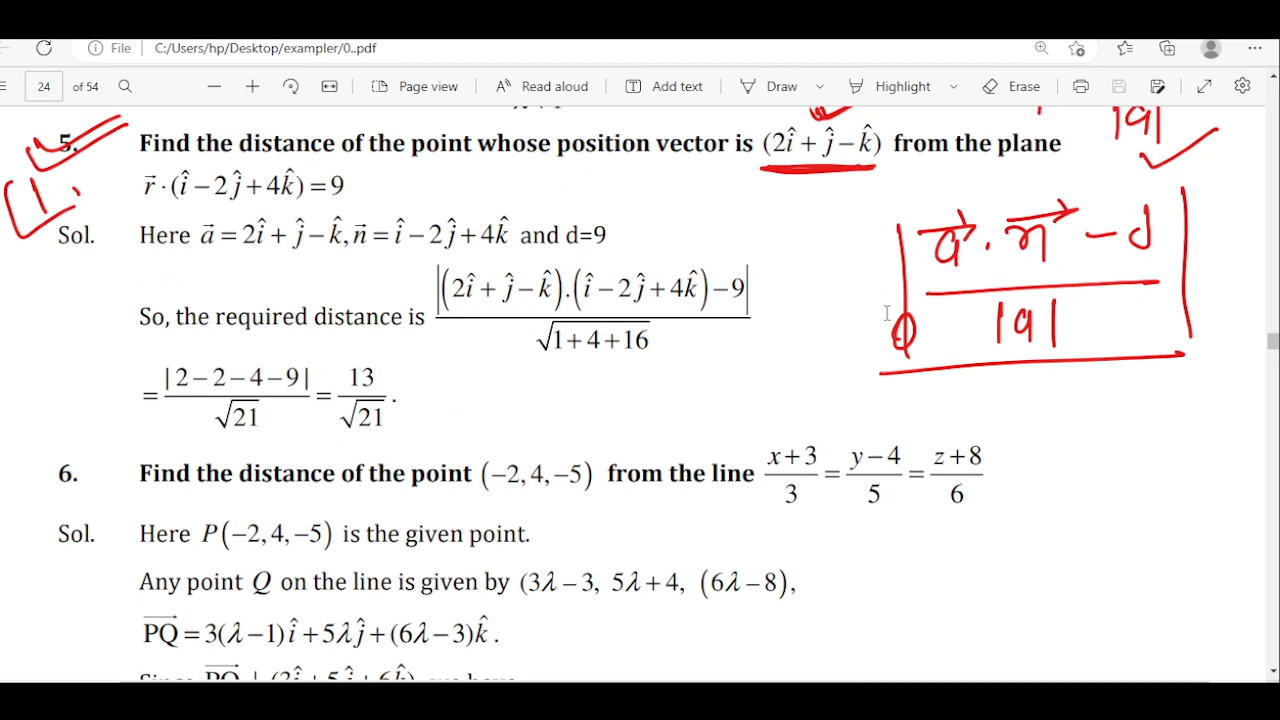 File C:/Users/hp/Desktop/exampler/0..pdf
24 of 54 Page view Read aloud Add text Draw Highlight Erase
|a|
5. Find the distance of the point whose position vector is (2î + ĵ – k̂) from the plane
r⃗ · (î – 2ĵ + 4k̂) = 9
Sol. Here a⃗ = 2î + ĵ – k̂, n⃗ = î – 2ĵ + 4k̂ and d=9
So, the required distance is |(2î + ĵ – k̂).(î – 2ĵ + 4k̂) – 9| / √1+4+16
= |2–2–4–9| / √21 = 13 / √21 .
| a⃗ . n⃗ – d / |a| |
6. Find the distance of the point (–2, 4, –5) from the line x+3 / 3 = y–4 / 5 = z+8 / 6
Sol. Here P(–2, 4, –5) is the given point.
Any point Q on the line is given by (3λ – 3, 5λ + 4, (6λ – 8),
PQ⃗ = 3(λ – 1)î + 5λĵ + (6λ – 3)k̂.